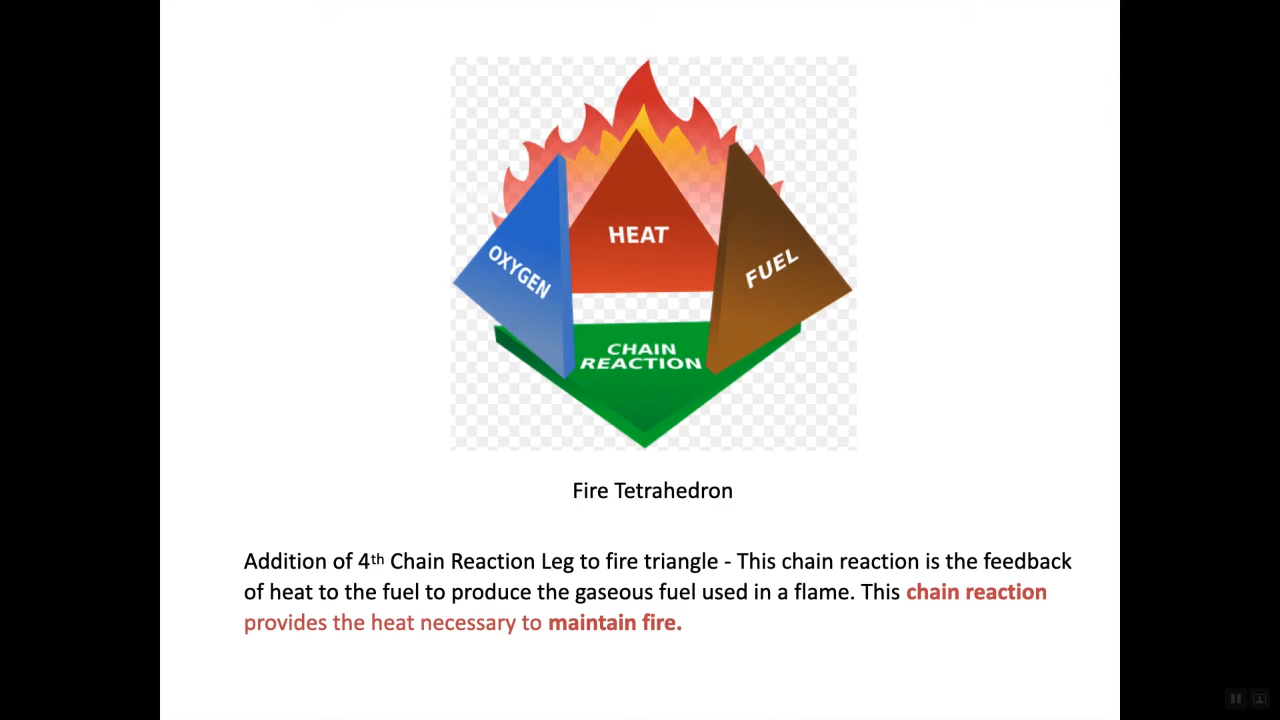 HEAT
OXYGEN
FUEL
CHAIN
REACTION
Fire Tetrahedron
Addition of 4th Chain Reaction Leg to fire triangle - This chain reaction is the feedback
of heat to the fuel to produce the gaseous fuel used in a flame. This chain reaction
provides the heat necessary to maintain fire.